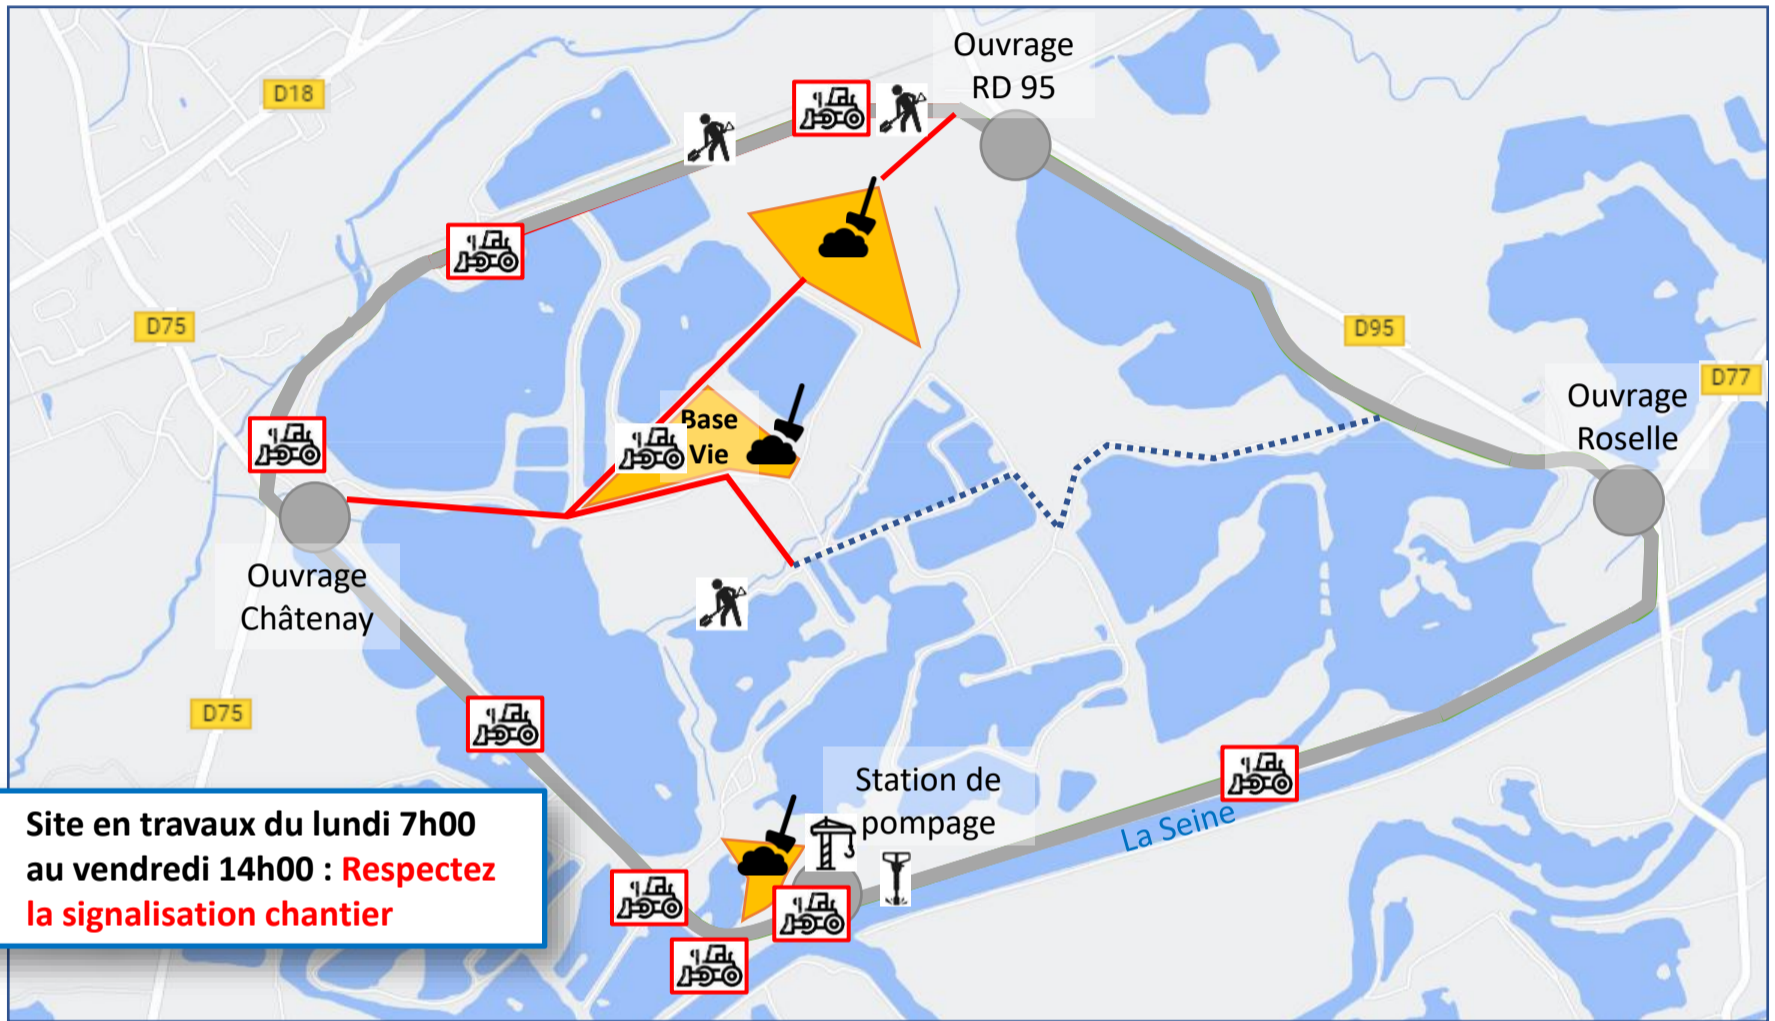 Ouvrage
RD 95
D18
D75
D95
D77
Ouvrage
Roselle
Base
Vie
Ouvrage
Châtenay
D75
Station de
pompage
La Seine
Site en travaux du lundi 7h00
au vendredi 14h00 : Respectez
la signalisation chantier